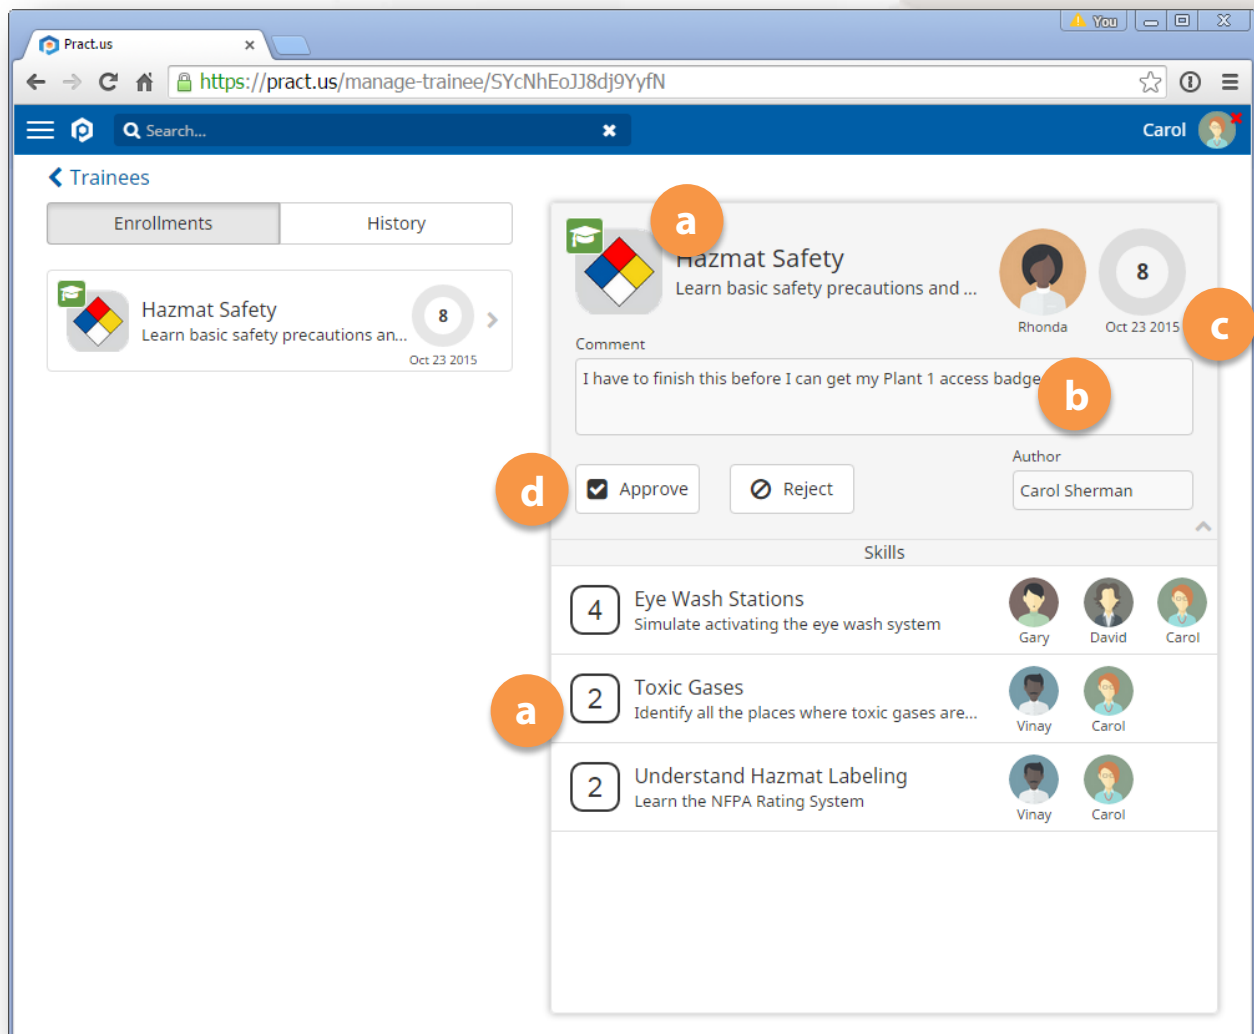 You
Pract.us
https://pract.us/manage-trainee/SYcNhEoJJ8dj9YyfN
Search...
Carol
Trainees
Enrollments
History
Hazmat Safety
Learn basic safety precautions an...
8
Oct 23 2015
a
Hazmat Safety
Learn basic safety precautions and ...
Rhonda
8
Oct 23 2015
c
Comment
I have to finish this before I can get my Plant 1 access badge
b
d
Approve
Reject
Author
Carol Sherman
Skills
4
Eye Wash Stations
Simulate activating the eye wash system
Gary
David
Carol
a
2
Toxic Gases
Identify all the places where toxic gases are...
Vinay
Carol
2
Understand Hazmat Labeling
Learn the NFPA Rating System
Vinay
Carol